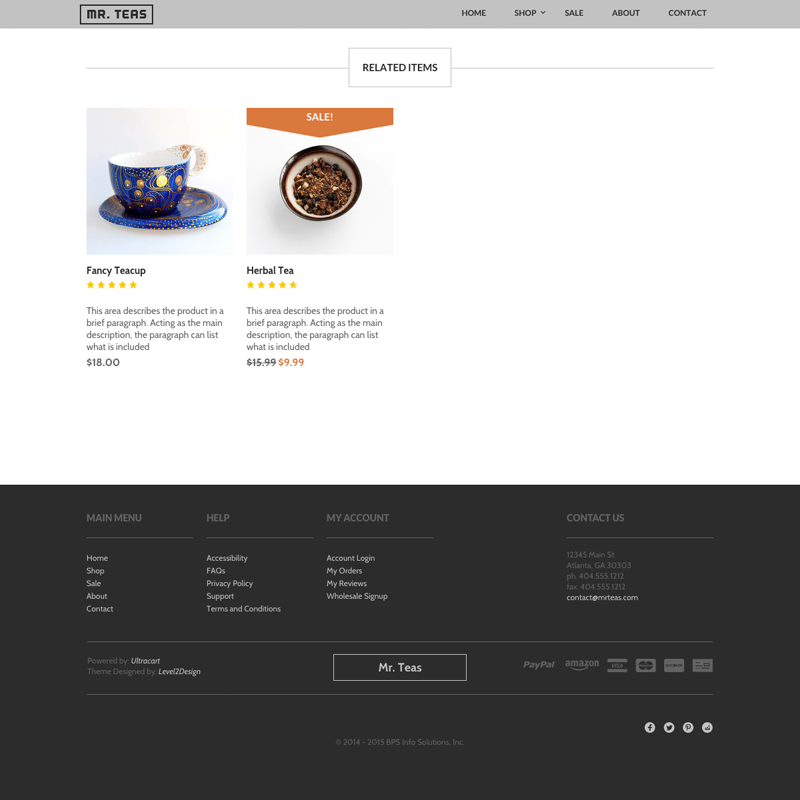 MR. TEAS
HOME SHOP SALE ABOUT CONTACT
RELATED ITEMS
SALE!
Fancy Teacup
This area describes the product in a
brief paragraph. Acting as the main
description, the paragraph can list
what is included
$18.00
Herbal Tea
This area describes the product in a
brief paragraph. Acting as the main
description, the paragraph can list
what is included
$15.99 $9.99
MAIN MENU
Home
Shop
Sale
About
Contact
HELP
Accessibility
FAQs
Privacy Policy
Support
Terms and Conditions
MY ACCOUNT
Account Login
My Orders
My Reviews
Wholesale Signup
CONTACT US
12345 Main St
Atlanta, GA 30303
ph. 404.555.1212
fax. 404.555.1212
contact@mrteas.com
Powered by: Ultracart
Theme Designed by: Level2Design
Mr. Teas
PayPal amazon VISA
© 2014 - 2015 BPS Info Solutions, Inc.